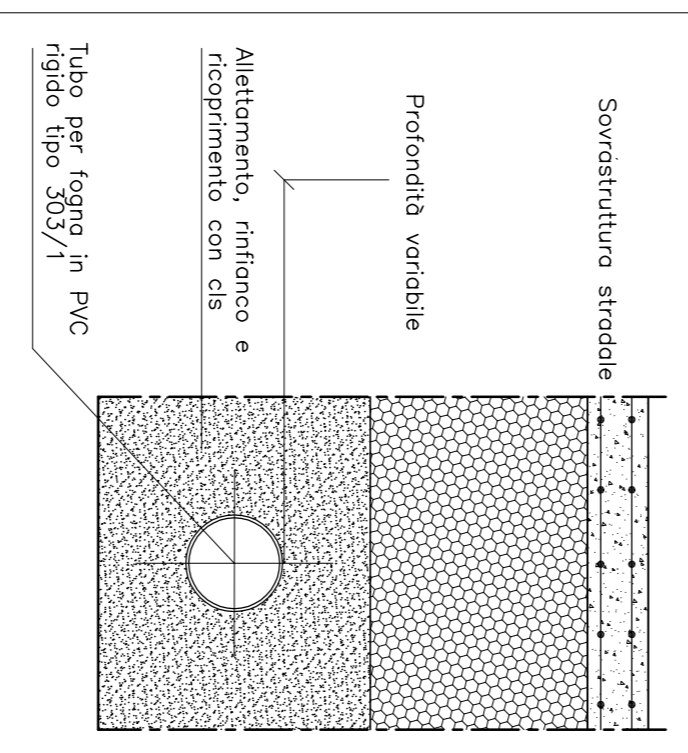 Sovrastruttura stradale
Profondità variabile
Allettamento, rinfianco e
ricoprimento con cls
Tubo per fogna in PVC
rigido tipo 303/1